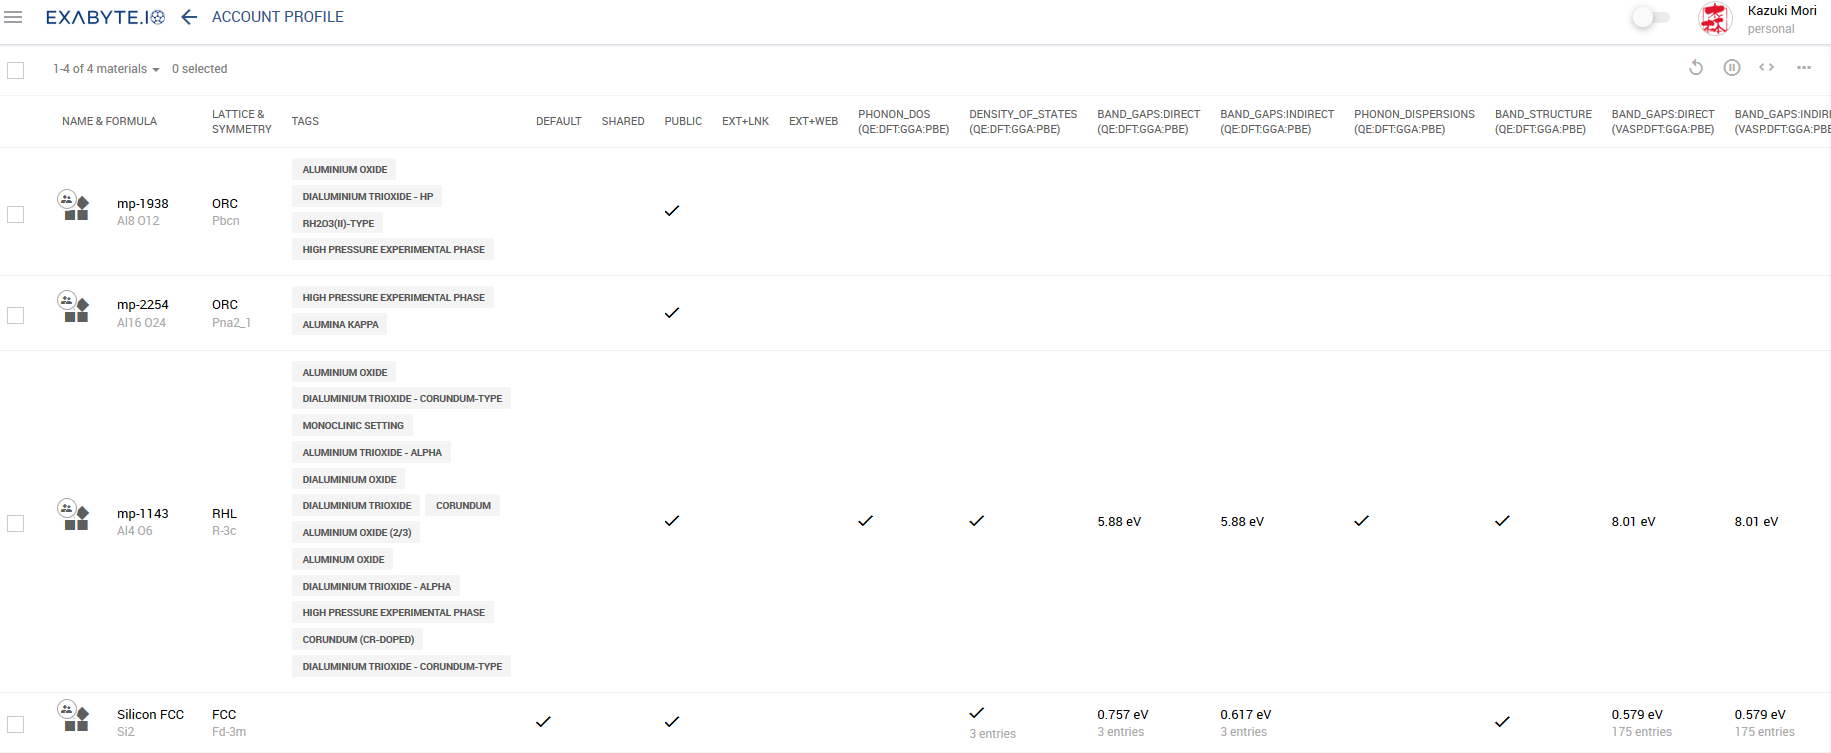 EXABYTE.IO ACCOUNT PROFILE
Kazuki Mori
personal
1-4 of 4 materials 0 selected
NAME & FORMULA
LATTICE &
SYMMETRY
TAGS
DEFAULT
SHARED
PUBLIC
EXT+LNK
EXT+WEB
PHONON_DOS
(QE:DFT:GGA:PBE)
DENSITY_OF_STATES
(QE:DFT:GGA:PBE)
BAND_GAPS:DIRECT
(QE:DFT:GGA:PBE)
BAND_GAPS:INDIRECT
(QE:DFT:GGA:PBE)
PHONON_DISPERSIONS
(QE:DFT:GGA:PBE)
BAND_STRUCTURE
(QE:DFT:GGA:PBE)
BAND_GAPS:DIRECT
(VASP:DFT:GGA:PBE)
BAND_GAPS:INDIRE
(VASP:DFT:GGA:PBE
mp-1938
Al8 O12
ORC
Pbcn
ALUMINIUM OXIDE
DIALUMINIUM TRIOXIDE - HP
RH2O3(II)-TYPE
HIGH PRESSURE EXPERIMENTAL PHASE
mp-2254
Al16 O24
ORC
Pna2_1
HIGH PRESSURE EXPERIMENTAL PHASE
ALUMINA KAPPA
mp-1143
Al4 O6
RHL
R-3c
ALUMINIUM OXIDE
DIALUMINIUM TRIOXIDE - CORUNDUM-TYPE
MONOCLINIC SETTING
ALUMINIUM TRIOXIDE - ALPHA
DIALUMINIUM OXIDE
DIALUMINIUM TRIOXIDE CORUNDUM
ALUMINIUM OXIDE (2/3)
ALUMINUM OXIDE
DIALUMINIUM TRIOXIDE - ALPHA
HIGH PRESSURE EXPERIMENTAL PHASE
CORUNDUM (CR-DOPED)
DIALUMINIUM TRIOXIDE - CORUNDUM-TYPE
5.88 eV
5.88 eV
8.01 eV
8.01 eV
Silicon FCC
Si2
FCC
Fd-3m
3 entries
0.757 eV
3 entries
0.617 eV
3 entries
0.579 eV
175 entries
0.579 eV
175 entries